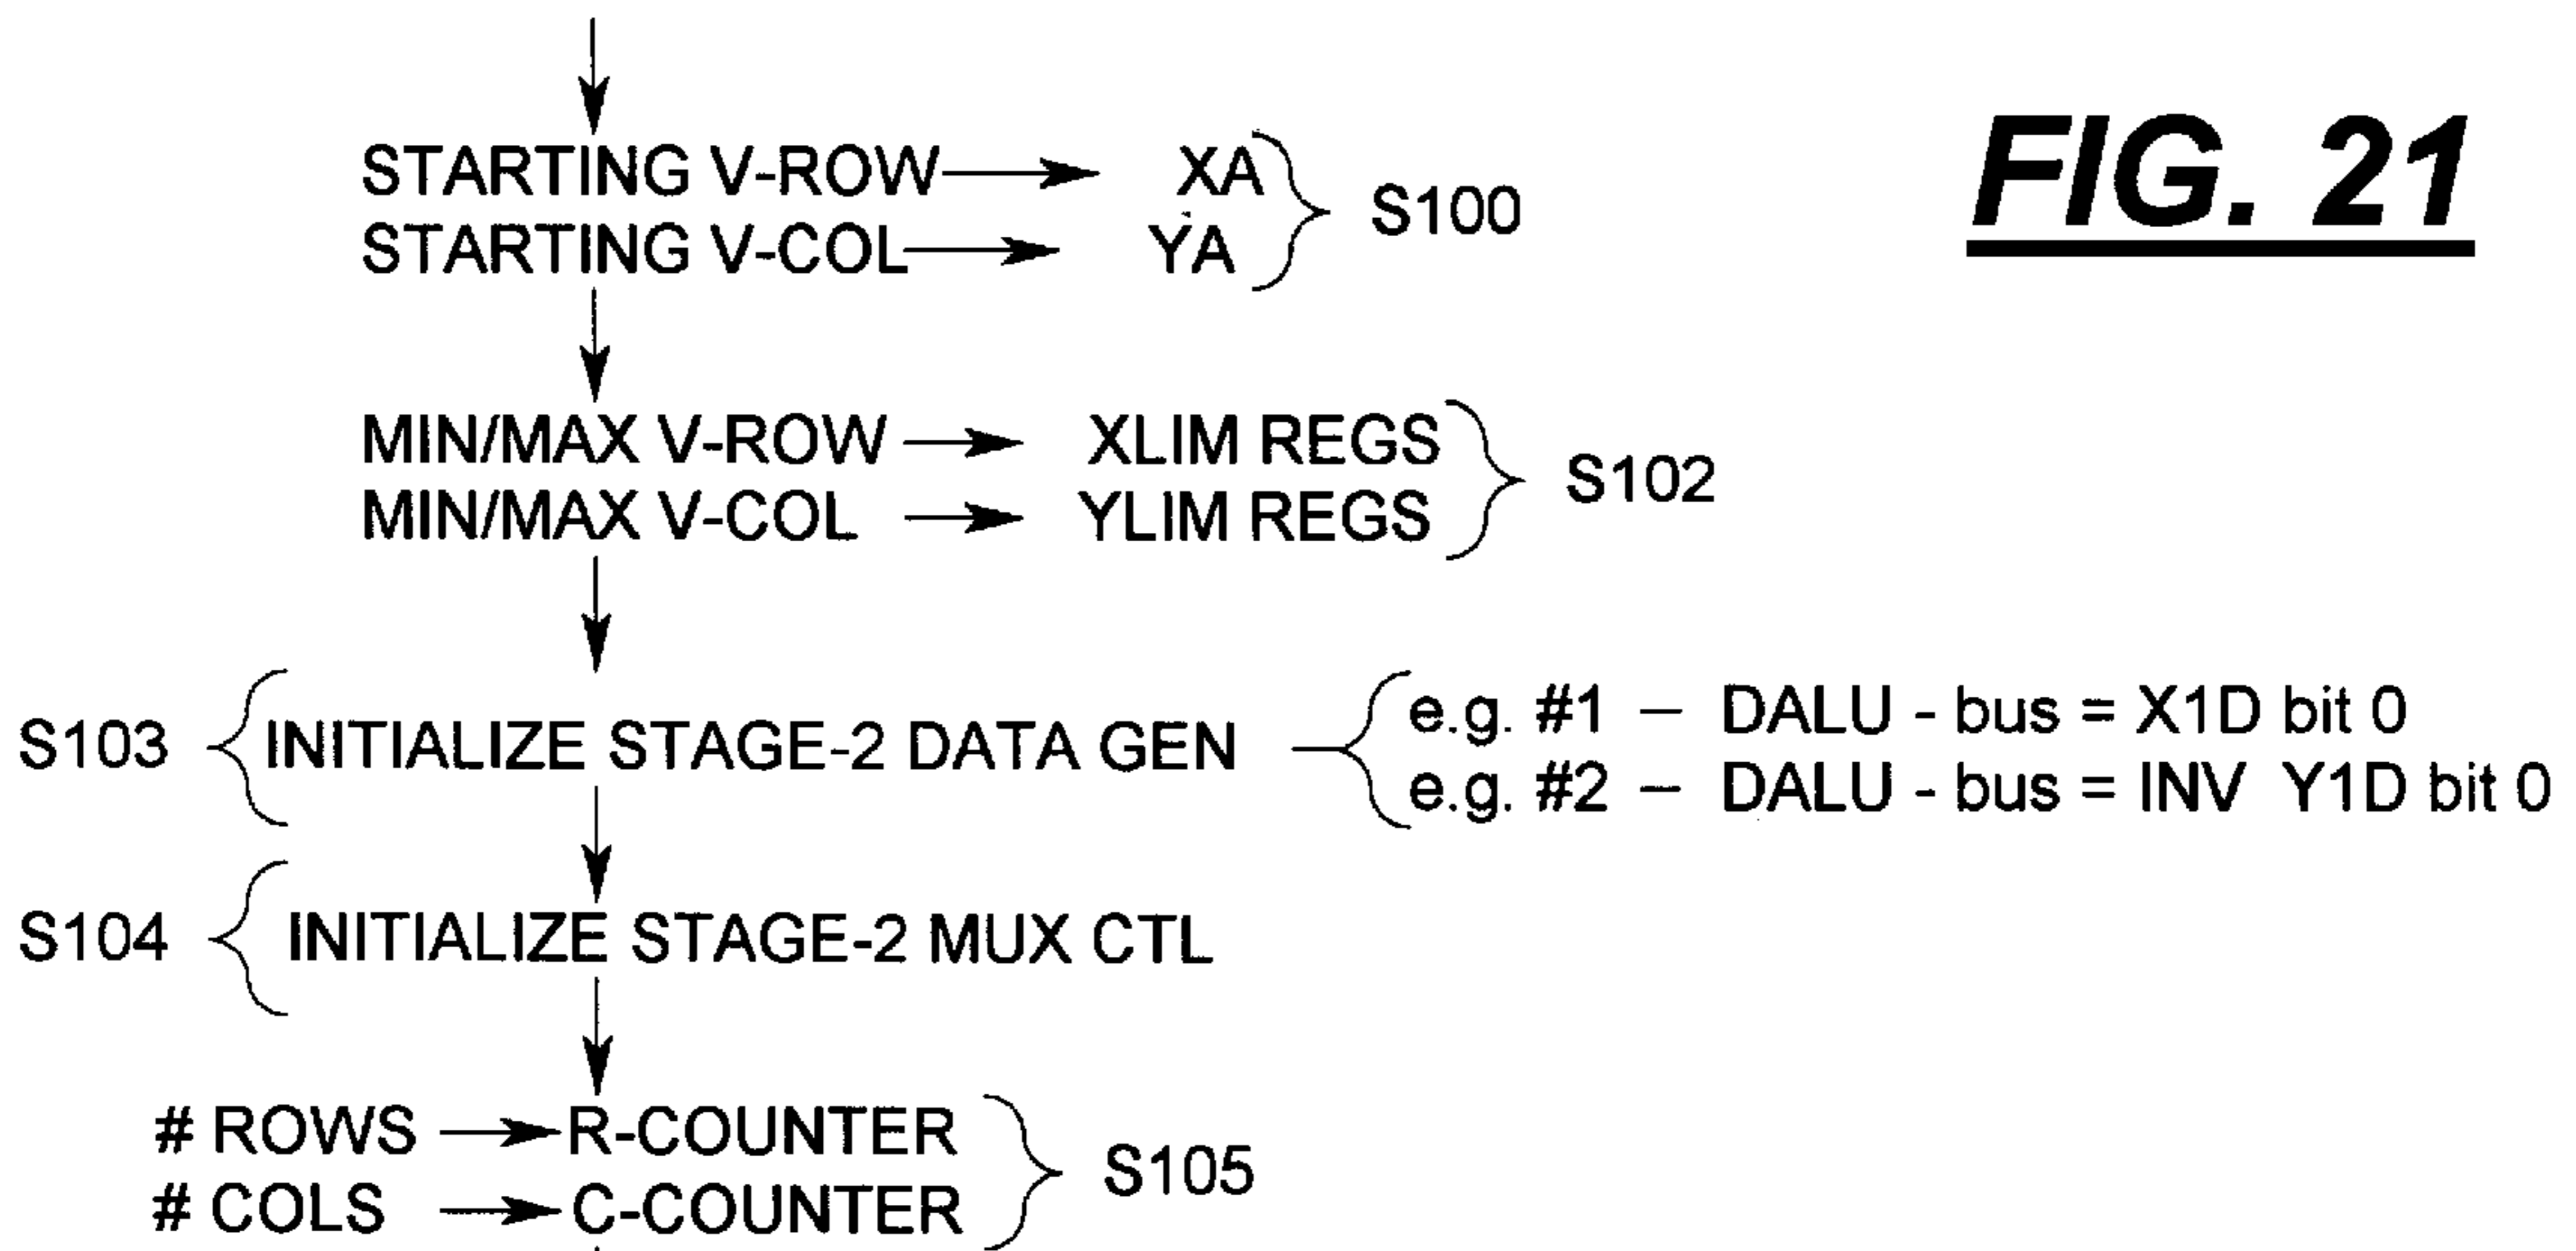 FIG. 21
STARTING V-ROW XA
STARTING V-COL YA
S100
MIN/MAX V-ROW XLIM REGS
MIN/MAX V-COL YLIM REGS
S102
S103
INITIALIZE STAGE-2 DATA GEN
e.g. #1 – DALU - bus = X1D bit 0
e.g. #2 – DALU - bus = INV Y1D bit 0
S104
INITIALIZE STAGE-2 MUX CTL
# ROWS R-COUNTER
# COLS C-COUNTER
S105